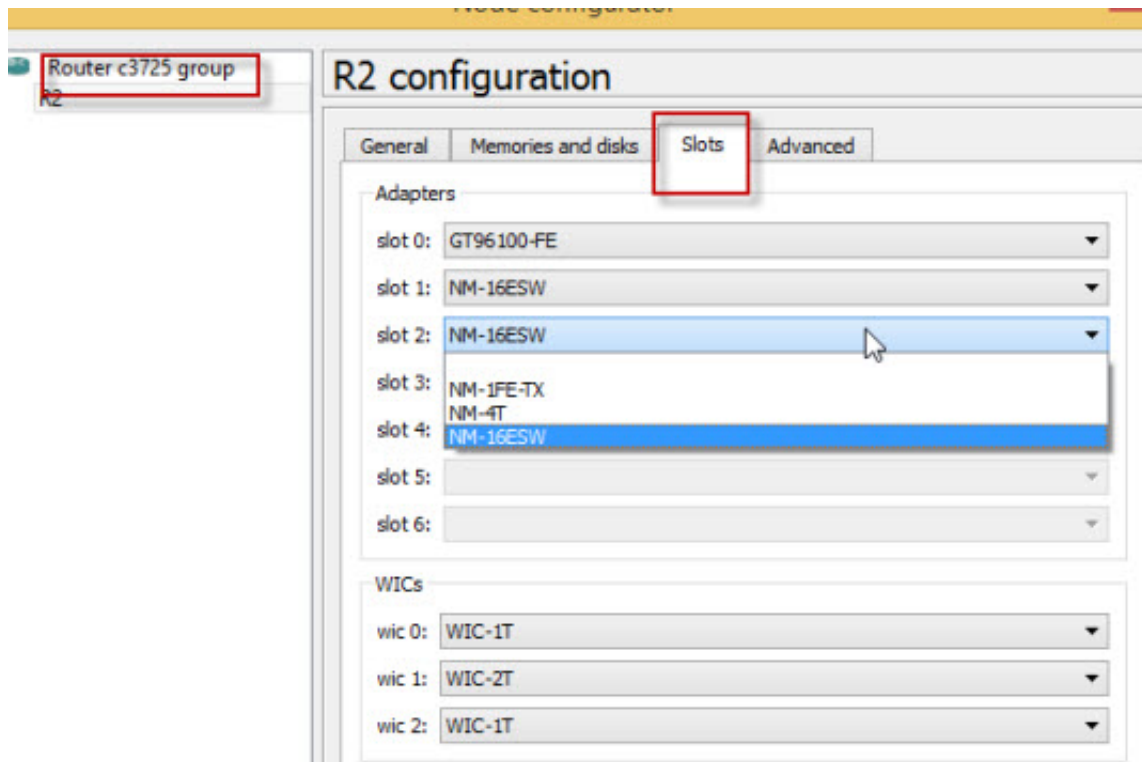 Node configurator
Router c3725 group
R2
R2 configuration
General
Memories and disks
Slots
Advanced
Adapters
slot 0: GT96100-FE
slot 1: NM-16ESW
slot 2: NM-16ESW
slot 3:
NM-1FE-TX
NM-4T
slot 4:
NM-16ESW
slot 5:
slot 6:
WICs
wic 0: WIC-1T
wic 1: WIC-2T
wic 2: WIC-1T